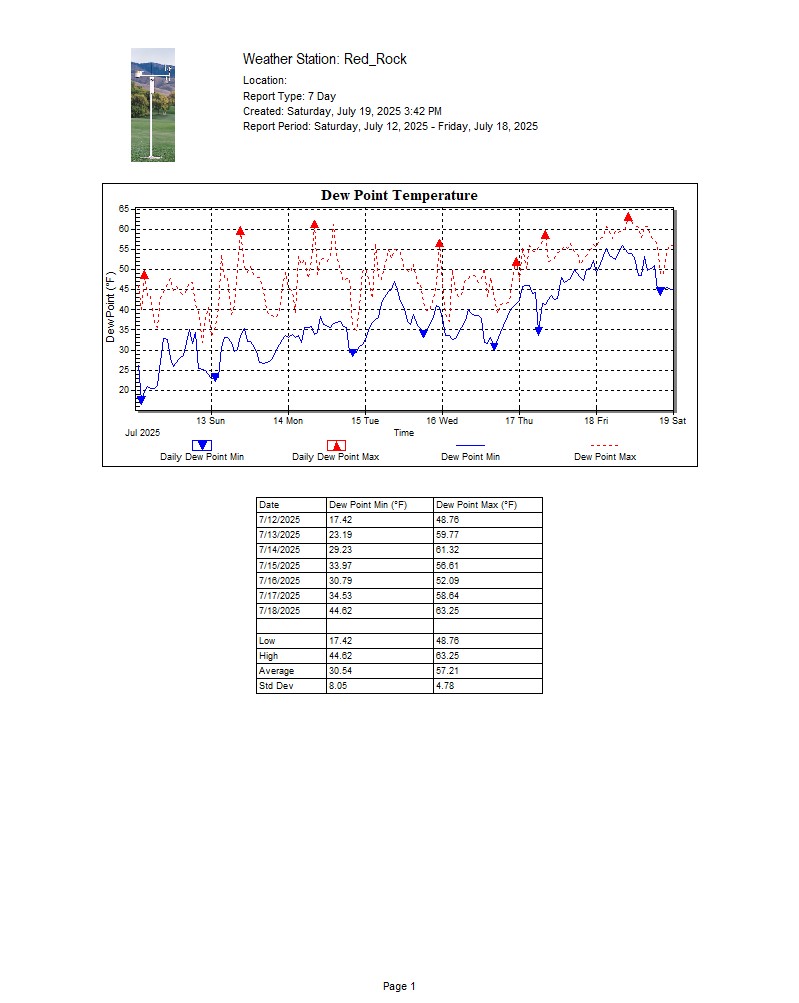 Weather Station: Red_Rock
Location:
Report Type: 7 Day
Created: Saturday, July 19, 2025 3:42 PM
Report Period: Saturday, July 12, 2025 - Friday, July 18, 2025
Dew Point Temperature
65
60
55
50
45
40
35
30
25
20
Dew Point (°F)
13 Sun 14 Mon 15 Tue 16 Wed 17 Thu 18 Fri 19 Sat
Jul 2025 Time
Daily Dew Point Min Daily Dew Point Max Dew Point Min Dew Point Max
Date Dew Point Min (°F) Dew Point Max (°F)
7/12/2025 17.42 48.76
7/13/2025 23.19 59.77
7/14/2025 29.23 61.32
7/15/2025 33.97 56.61
7/16/2025 30.79 52.09
7/17/2025 34.53 58.64
7/18/2025 44.62 63.25
Low 17.42 48.76
High 44.62 63.25
Average 30.54 57.21
Std Dev 8.05 4.78
Page 1